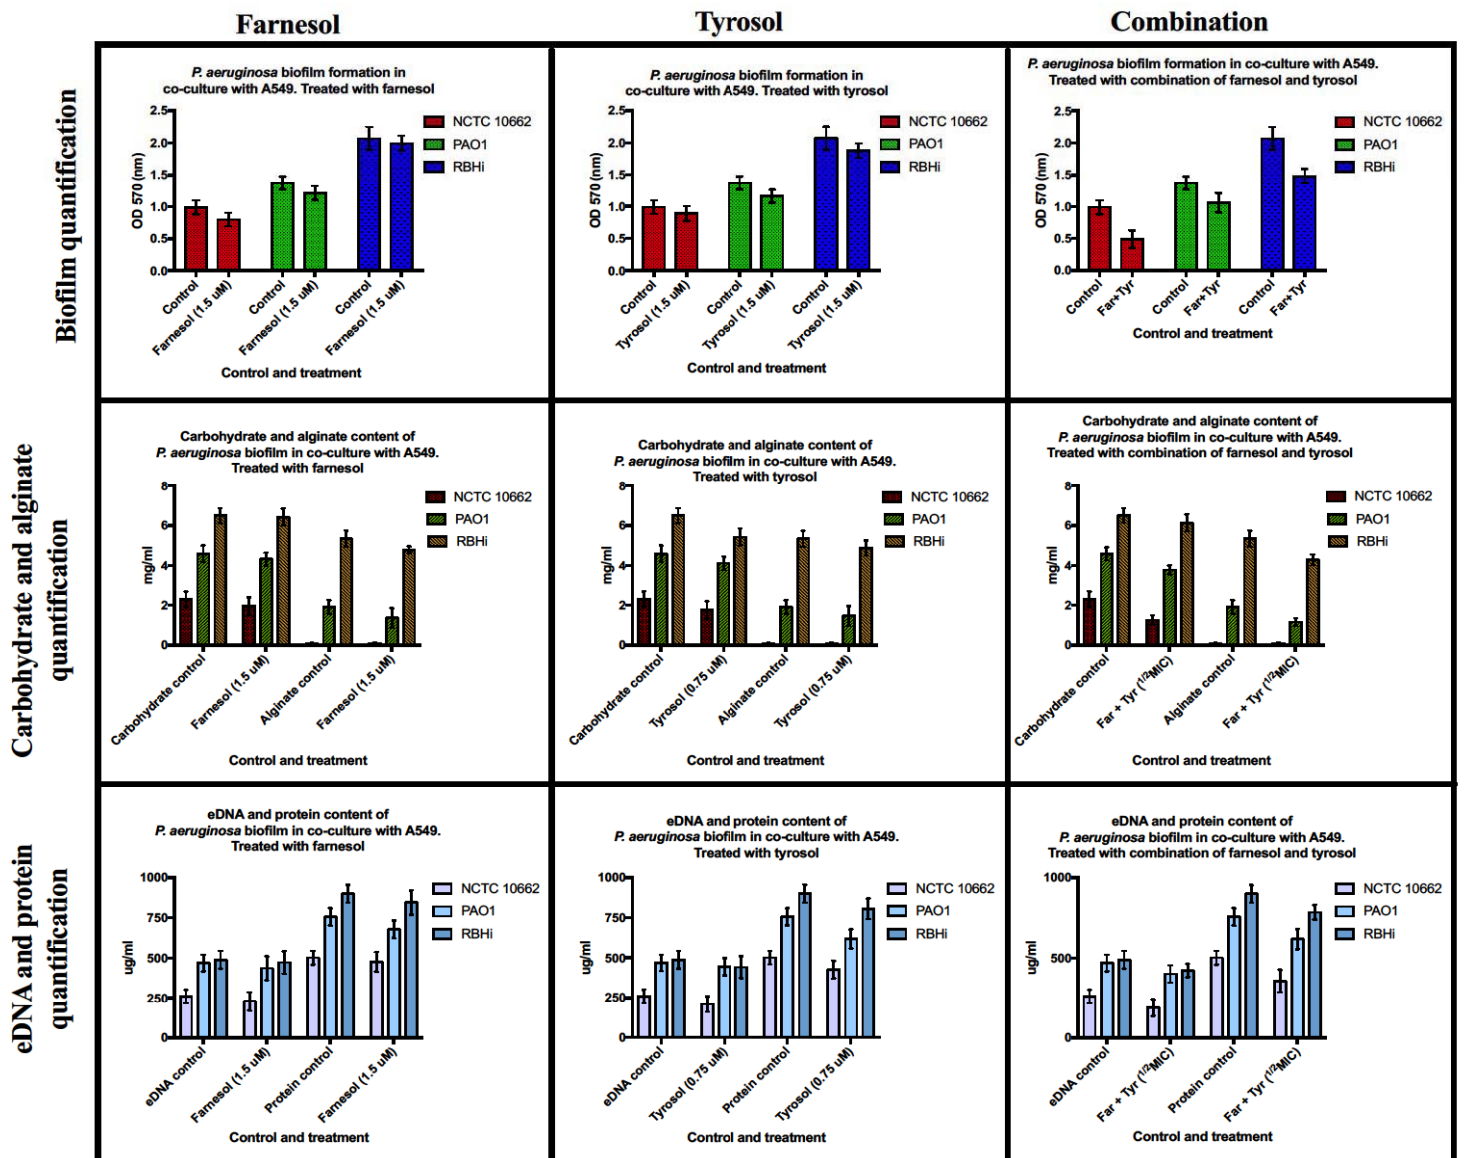 Farnesol
Tyrosol
Combination
Biofilm quantification
P. aeruginosa biofilm formation in
co-culture with A549. Treated with farnesol
2.5
2.0
1.5
1.0
0.5
0.0
OD 570 (nm)
NCTC 10662
PAO1
RBHi
Control
Farnesol (1.5 uM)
Control
Farnesol (1.5 uM)
Control
Farnesol (1.5 uM)
Control and treatment
P. aeruginosa biofilm formation in
co-culture with A549. Treated with tyrosol
2.5
2.0
1.5
1.0
0.5
0.0
OD 570 (nm)
NCTC 10662
PAO1
RBHi
Control
Tyrosol (1.5 uM)
Control
Tyrosol (1.5 uM)
Control
Tyrosol (1.5 uM)
Control and treatment
P. aeruginosa biofilm formation in co-culture with A549.
Treated with combination of farnesol and tyrosol
2.5
2.0
1.5
1.0
0.5
0.0
OD 570 (nm)
NCTC 10662
PAO1
RBHi
Control
Far+Tyr
Control
Far+Tyr
Control
Far+Tyr
Control and treatment
Carbohydrate and alginate
quantification
Carbohydrate and alginate content of
P. aeruginosa biofilm in co-culture with A549.
Treated with farnesol
8
6
4
2
0
mg/ml
NCTC 10662
PAO1
RBHi
Carbohydrate control
Farnesol (1.5 uM)
Alginate control
Farnesol (1.5 uM)
Control and treatment
Carbohydrate and alginate content of
P. aeruginosa biofilm in co-culture with A549.
Treated with tyrosol
8
6
4
2
0
mg/ml
NCTC 10662
PAO1
RBHi
Carbohydrate control
Tyrosol (0.75 uM)
Alginate control
Tyrosol (0.75 uM)
Control and treatment
Carbohydrate and alginate content of
P. aeruginosa biofilm in co-culture with A549.
Treated with combination of farnesol and tyrosol
8
6
4
2
0
mg/ml
NCTC 10662
PAO1
RBHi
Carbohydrate control
Far + Tyr (1/2MIC)
Alginate control
Far + Tyr (1/2MIC)
Control and treatment
eDNA and protein
quantification
eDNA and protein content of
P. aeruginosa biofilm in co-culture with A549.
Treated with farnesol
1000
750
500
250
0
ug/ml
NCTC 10662
PAO1
RBHi
eDNA control
Farnesol (1.5 uM)
Protein control
Farnesol (1.5 uM)
Control and treatment
eDNA and protein content of
P. aeruginosa biofilm in co-culture with A549.
Treated with tyrosol
1000
750
500
250
0
ug/ml
NCTC 10662
PAO1
RBHi
eDNA control
Tyrosol (0.75 uM)
Protein control
Tyrosol (0.75 uM)
Control and treatment
eDNA and protein content of
P. aeruginosa biofilm in co-culture with A549.
Treated with combination of farnesol and tyrosol
1000
750
500
250
0
ug/ml
NCTC 10662
PAO1
RBHi
eDNA control
Far + Tyr (1/2MIC)
Protein control
Far + Tyr (1/2MIC)
Control and treatment